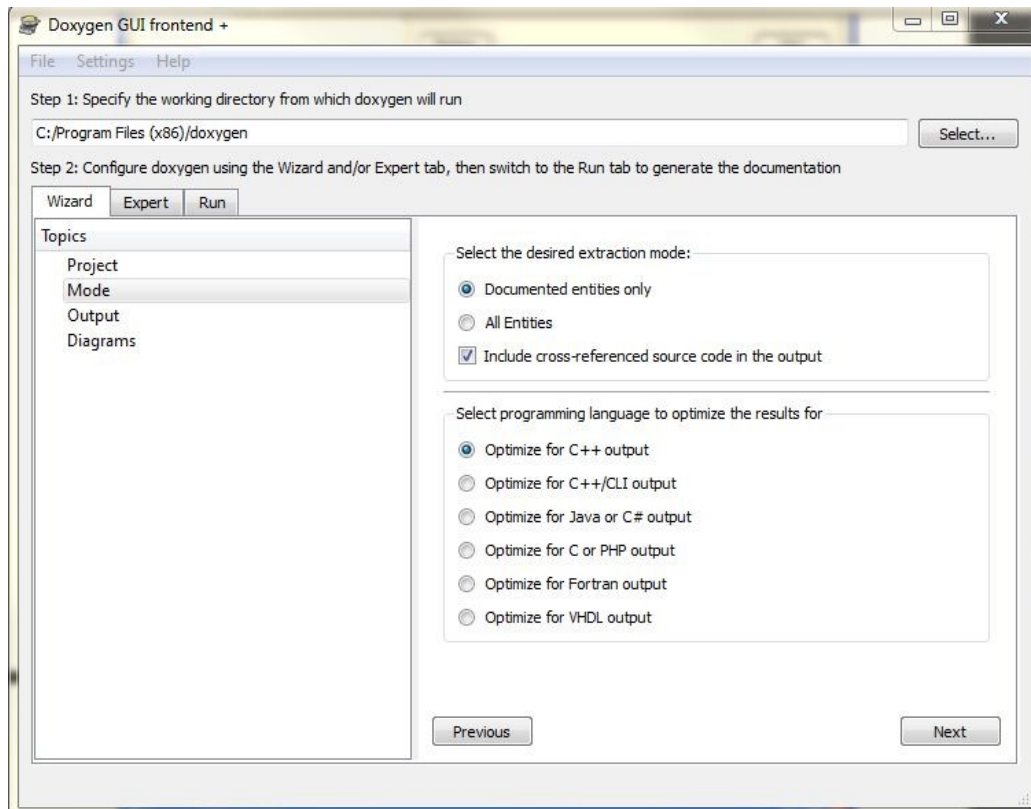 Doxygen GUI frontend +
File Settings Help
Step 1: Specify the working directory from which doxygen will run
C:/Program Files (x86)/doxygen
Select...
Step 2: Configure doxygen using the Wizard and/or Expert tab, then switch to the Run tab to generate the documentation
Wizard Expert Run
Topics
Project
Mode
Output
Diagrams
Select the desired extraction mode:
Documented entities only
All Entities
Include cross-referenced source code in the output
Select programming language to optimize the results for
Optimize for C++ output
Optimize for C++/CLI output
Optimize for Java or C# output
Optimize for C or PHP output
Optimize for Fortran output
Optimize for VHDL output
Previous
Next